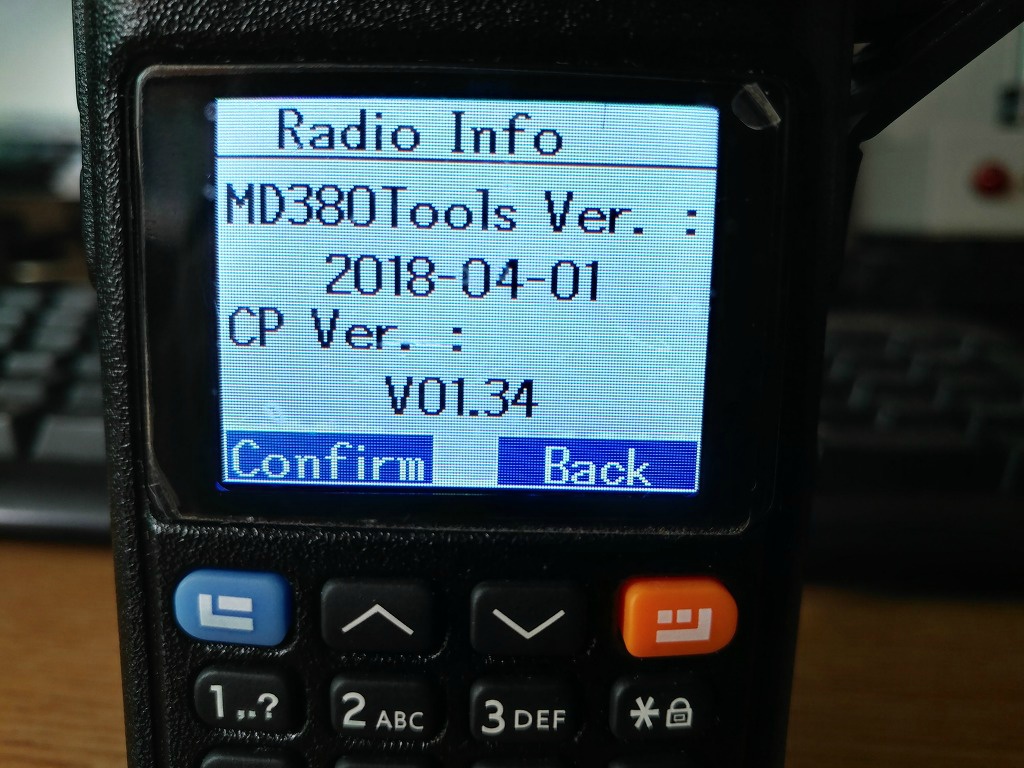 Radio Info
MD380Tools Ver. :
2018-04-01
CP Ver. :
V01.34
Confirm Back
1,.? 2 ABC 3 DEF *